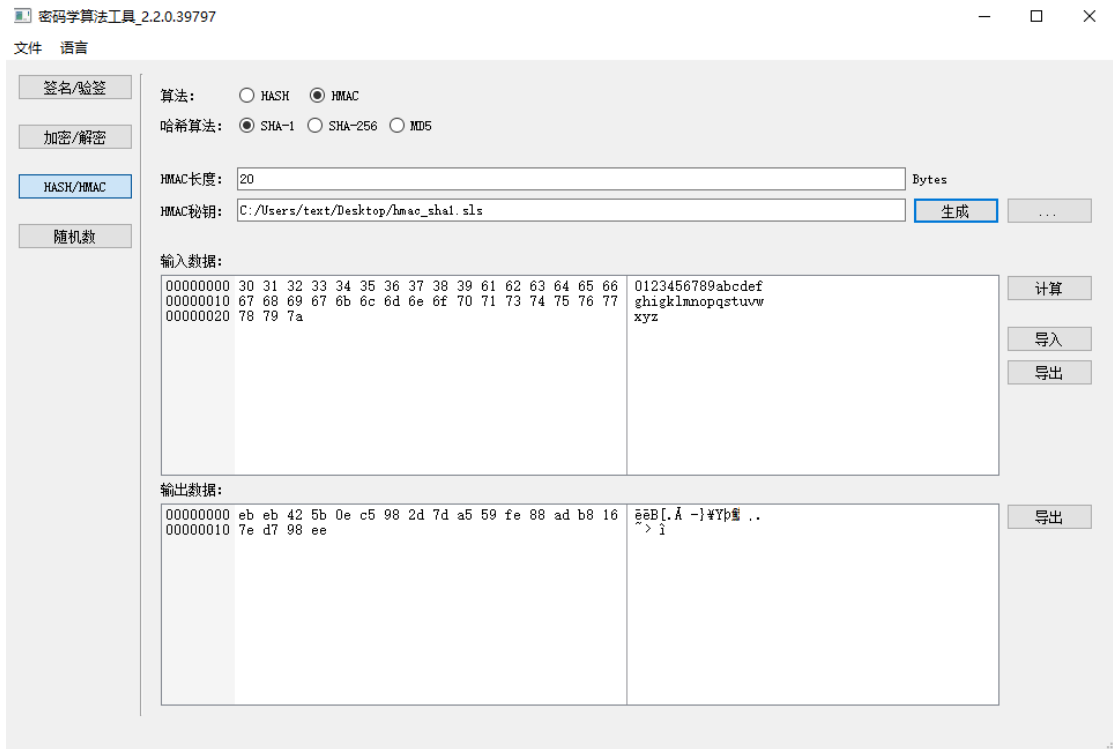 密码学算法工具_2.2.0.39797
文件 语言
签名/验签
加密/解密
HASH/HMAC
随机数
算法: HASH HMAC
哈希算法: SHA-1 SHA-256 MD5
HMAC长度: 20 Bytes
HMAC秘钥: C:/Users/text/Desktop/hmac_sha1.sls 生成 ...
输入数据:
00000000 30 31 32 33 34 35 36 37 38 39 61 62 63 64 65 66 0123456789abcdef
00000010 67 68 69 67 6b 6c 6d 6e 6f 70 71 73 74 75 76 77 ghigklmnopqstuvw
00000020 78 79 7a xyz
计算
导入
导出
输出数据:
00000000 eb eb 42 5b 0e c5 98 2d 7d a5 59 fe 88 ad b8 16
00000010 7e d7 98 ee
导出